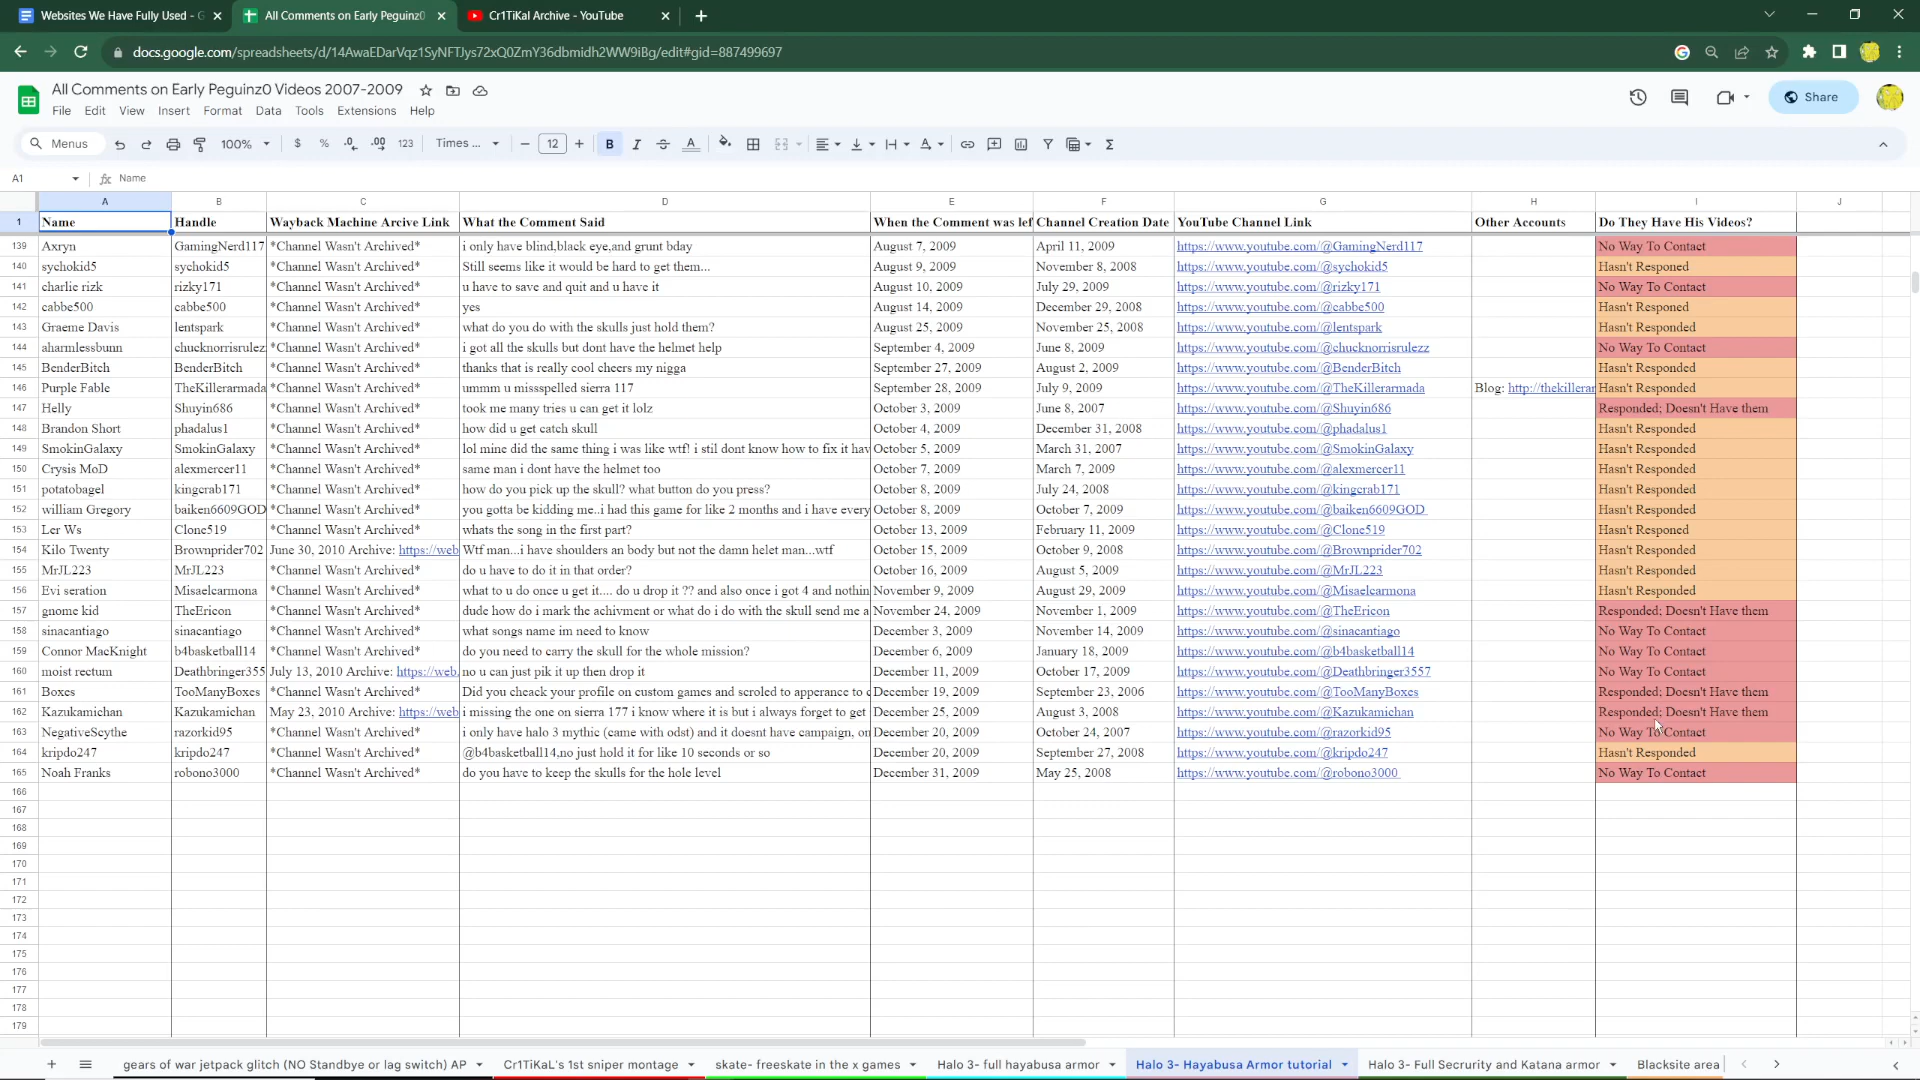 Websites We Have Fully Used - G
All Comments on Early Peguinz0
Cr1TiKal Archive - YouTube
docs.google.com/spreadsheets/d/14AwaEDarVqz1SyNFTJys72xQ0ZmY36dbmidh2WW9iBg/edit#gid=887499697
All Comments on Early Peguinz0 Videos 2007-2009
File Edit View Insert Format Data Tools Extensions Help
Share
Menus 100% $ % .0 .00 123 Times ... 12 B I A
A1 fx Name
A B C D E F G H I J
1 Name Handle Wayback Machine Arcive Link What the Comment Said When the Comment was lef Channel Creation Date YouTube Channel Link Other Accounts Do They Have His Videos?
139 Axryn GamingNerd117 *Channel Wasn't Archived* i only have blind,black eye,and grunt bday August 7, 2009 April 11, 2009 https://www.youtube.com/@GamingNerd117 No Way To Contact
140 sychokid5 sychokid5 *Channel Wasn't Archived* Still seems like it would be hard to get them... August 9, 2009 November 8, 2008 https://www.youtube.com/@sychokid5 Hasn't Responed
141 charlie rizk rizky171 *Channel Wasn't Archived* u have to save and quit and u have it August 10, 2009 July 29, 2009 https://www.youtube.com/@rizky171 No Way To Contact
142 cabbe500 cabbe500 *Channel Wasn't Archived* yes August 14, 2009 December 29, 2008 https://www.youtube.com/@cabbe500 Hasn't Responed
143 Graeme Davis lentspark *Channel Wasn't Archived* what do you do with the skulls just hold them? August 25, 2009 November 25, 2008 https://www.youtube.com/@lentspark Hasn't Responded
144 aharmlessbunn chucknorrisrulez *Channel Wasn't Archived* i got all the skulls but dont have the helmet help September 4, 2009 June 8, 2009 https://www.youtube.com/@chucknorrisrulezz No Way To Contact
145 BenderBitch BenderBitch *Channel Wasn't Archived* thanks that is really cool cheers my nigga September 27, 2009 August 2, 2009 https://www.youtube.com/@BenderBitch Hasn't Responded
146 Purple Fable TheKillerarmada *Channel Wasn't Archived* ummm u missspelled sierra 117 September 28, 2009 July 9, 2009 https://www.youtube.com/@TheKillerarmada Blog: http://thekillerar Hasn't Responded
147 Helly Shuyin686 *Channel Wasn't Archived* took me many tries u can get it lolz October 3, 2009 June 8, 2007 https://www.youtube.com/@Shuyin686 Responded; Doesn't Have them
148 Brandon Short phadalus1 *Channel Wasn't Archived* how did u get catch skull October 4, 2009 December 31, 2008 https://www.youtube.com/@phadalus1 Hasn't Responded
149 SmokinGalaxy SmokinGalaxy *Channel Wasn't Archived* lol mine did the same thing i was like wtf! i stil dont know how to fix it hav October 5, 2009 March 31, 2007 https://www.youtube.com/@SmokinGalaxy Hasn't Responded
150 Crysis MoD alexmercer11 *Channel Wasn't Archived* same man i dont have the helmet too October 7, 2009 March 7, 2009 https://www.youtube.com/@alexmercer11 Hasn't Responded
151 potatobagel kingcrab171 *Channel Wasn't Archived* how do you pick up the skull? what button do you press? October 8, 2009 July 24, 2008 https://www.youtube.com/@kingcrab171 Hasn't Responded
152 william Gregory baiken6609GOD *Channel Wasn't Archived* you gotta be kidding me..i had this game for like 2 months and i have every October 8, 2009 October 7, 2009 https://www.youtube.com/@baiken6609GOD Hasn't Responded
153 Ler Ws Clone519 *Channel Wasn't Archived* whats the song in the first part? October 13, 2009 February 11, 2009 https://www.youtube.com/@Clone519 Hasn't Responed
154 Kilo Twenty Brownprider702 June 30, 2010 Archive: https://web Wtf man...i have shoulders an body but not the damn helet man...wtf October 15, 2009 October 9, 2008 https://www.youtube.com/@Brownprider702 Hasn't Responded
155 MrJL223 MrJL223 *Channel Wasn't Archived* do u have to do it in that order? October 16, 2009 August 5, 2009 https://www.youtube.com/@MrJL223 Hasn't Responded
156 Evi seration Misaelcarmona *Channel Wasn't Archived* what to u do once u get it.... do u drop it ?? and also once i got 4 and nothin November 9, 2009 August 29, 2009 https://www.youtube.com/@Misaelcarmona Hasn't Responded
157 gnome kid TheEricon *Channel Wasn't Archived* dude how do i mark the achivment or what do i do with the skull send me a November 24, 2009 November 1, 2009 https://www.youtube.com/@TheEricon Responded; Doesn't Have them
158 sinacantiago sinacantiago *Channel Wasn't Archived* what songs name im need to know December 3, 2009 November 14, 2009 https://www.youtube.com/@sinacantiago No Way To Contact
159 Connor MacKnight b4basketball14 *Channel Wasn't Archived* do you need to carry the skull for the whole mission? December 6, 2009 January 18, 2009 https://www.youtube.com/@b4basketball14 No Way To Contact
160 moist rectum Deathbringer355 July 13, 2010 Archive: https://web. no u can just pik it up then drop it December 11, 2009 October 17, 2009 https://www.youtube.com/@Deathbringer3557 No Way To Contact
161 Boxes TooManyBoxes *Channel Wasn't Archived* Did you cheack your profile on custom games and scroled to apperance to c December 19, 2009 September 23, 2006 https://www.youtube.com/@TooManyBoxes Responded; Doesn't Have them
162 Kazukamichan Kazukamichan May 23, 2010 Archive: https://web i missing the one on sierra 177 i know where it is but i always forget to get December 25, 2009 August 3, 2008 https://www.youtube.com/@Kazukamichan Responded; Doesn't Have them
163 NegativeScythe razorkid95 *Channel Wasn't Archived* i only have halo 3 mythic (came with odst) and it doesnt have campaign, on December 20, 2009 October 24, 2007 https://www.youtube.com/@razorkid95 No Way To Contact
164 kripdo247 kripdo247 *Channel Wasn't Archived* @b4basketball14,no just hold it for like 10 seconds or so December 20, 2009 September 27, 2008 https://www.youtube.com/@kripdo247 Hasn't Responded
165 Noah Franks robono3000 *Channel Wasn't Archived* do you have to keep the skulls for the hole level December 31, 2009 May 25, 2008 https://www.youtube.com/@robono3000 No Way To Contact
166
167
168
169
170
171
172
173
174
175
176
177
178
179
gears of war jetpack glitch (NO Standbye or lag switch) AP Cr1TiKaL's 1st sniper montage skate- freeskate in the x games Halo 3- full hayabusa armor Halo 3- Hayabusa Armor tutorial Halo 3- Full Secrurity and Katana armor Blacksite area